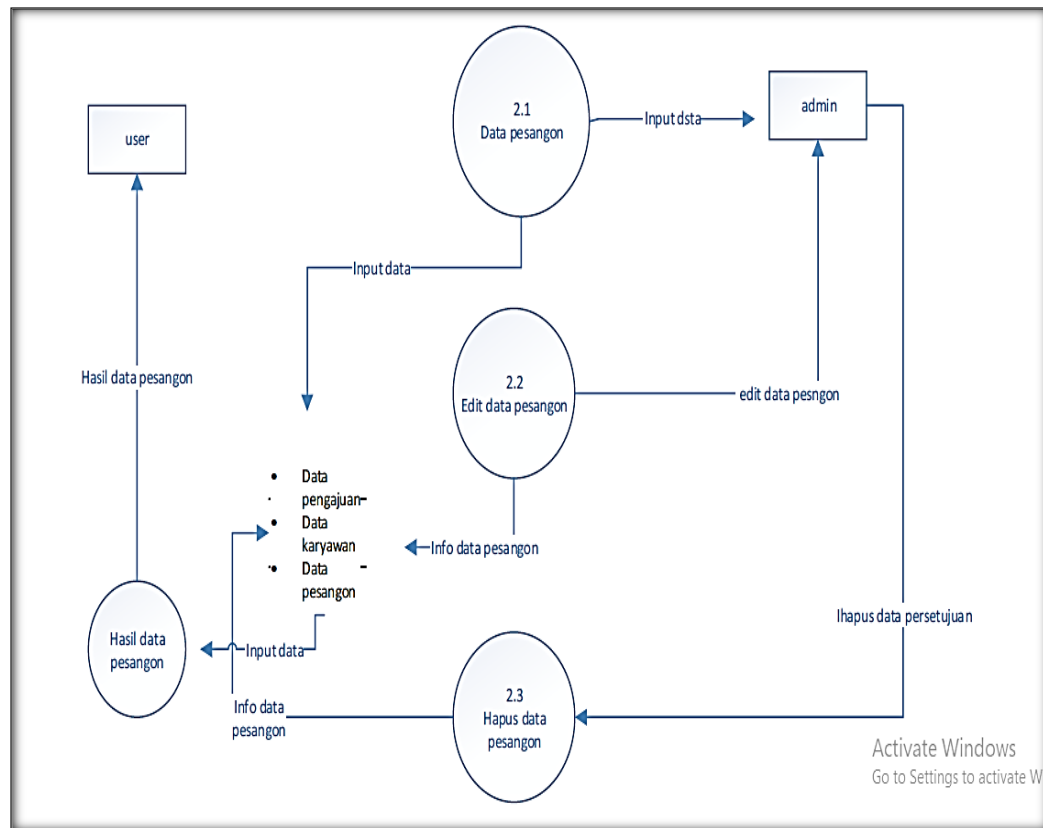 2.1
Data pesangon
Input dsta
admin
user
Input data
Hasil data pesangon
2.2
Edit data pesangon
edit data pesngon
• Data
pengajuan
• Data
karyawan
• Data
pesangon
Info data pesangon
Ihapus data persetujuan
Hasil data
pesangon
Input data
Info data
pesangon
2.3
Hapus data
pesangon
Activate Windows
Go to Settings to activate W